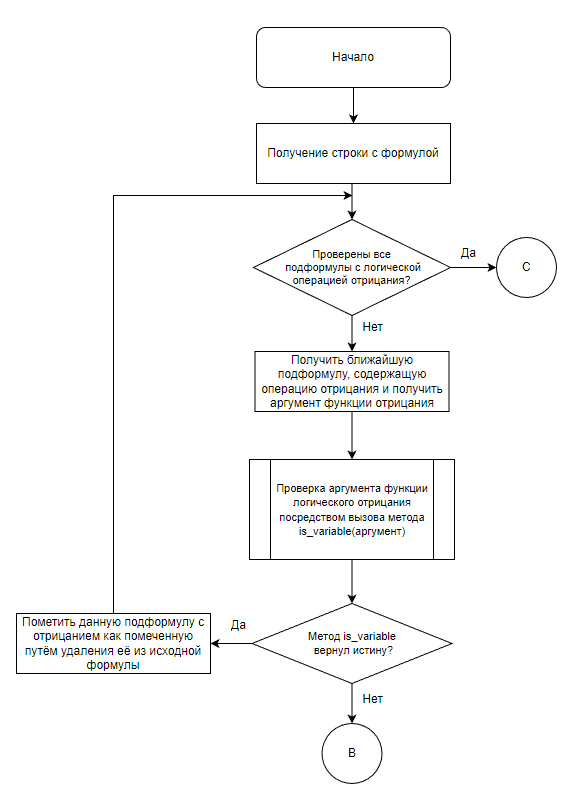 Начало
Получение строки с формулой
Проверены все
подформулы с логической
операцией отрицания?
Да
C
Нет
Получить ближайшую
подформулу, содержащую
операцию отрицания и получить
аргумент функции отрицания
Проверка аргумента функции
логического отрицания
посредством вызова метода
is_variable(аргумент)
Метод is_variable
вернул истину?
Да
Пометить данную подформулу с
отрицанием как помеченную
путём удаления её из исходной
формулы
Нет
B